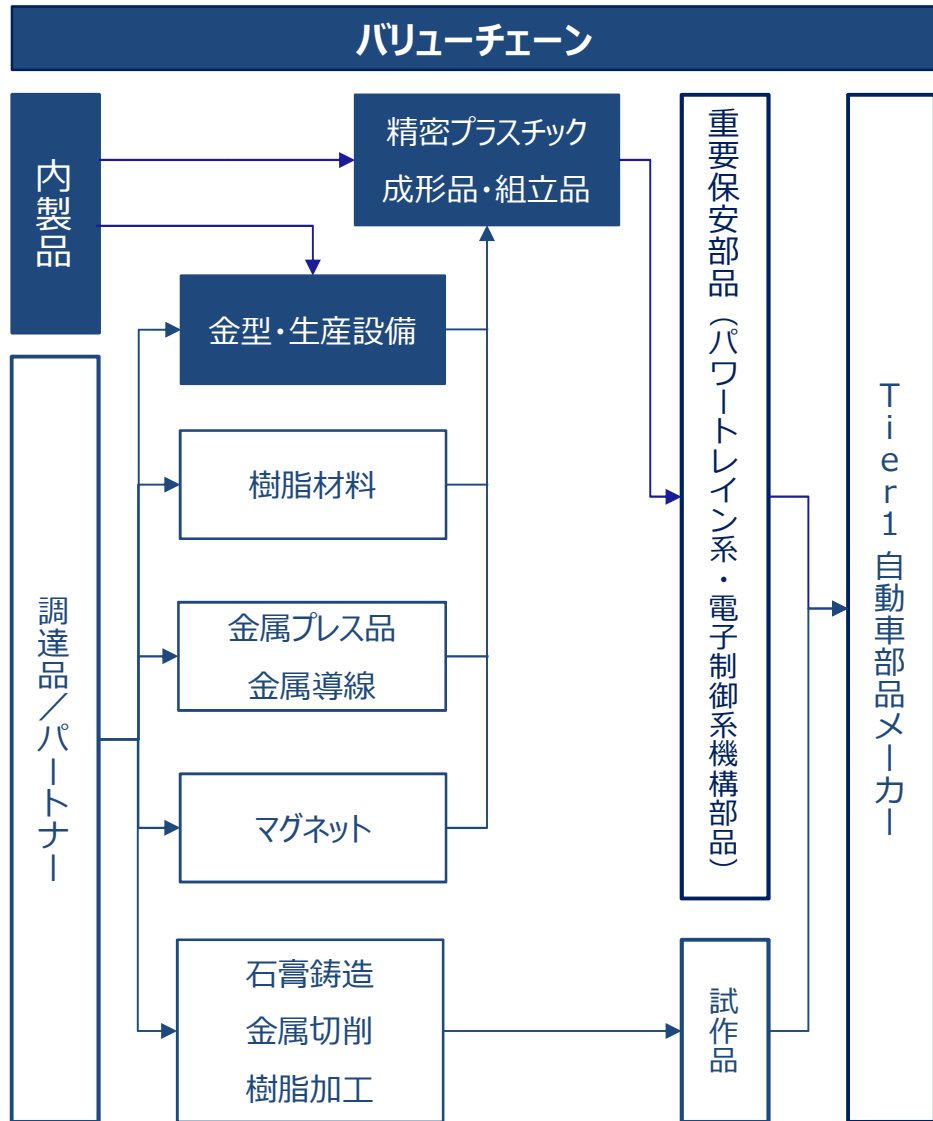 バリューチェーン
内製品
精密プラスチック
成形品・組立品
金型・生産設備
調達品／パートナー
樹脂材料
金属プレス品
金属導線
マグネット
石膏鋳造
金属切削
樹脂加工
重要保安部品（パワートレイン系・電子制御系機構部品）
試作品
Tier1自動車部品メーカー